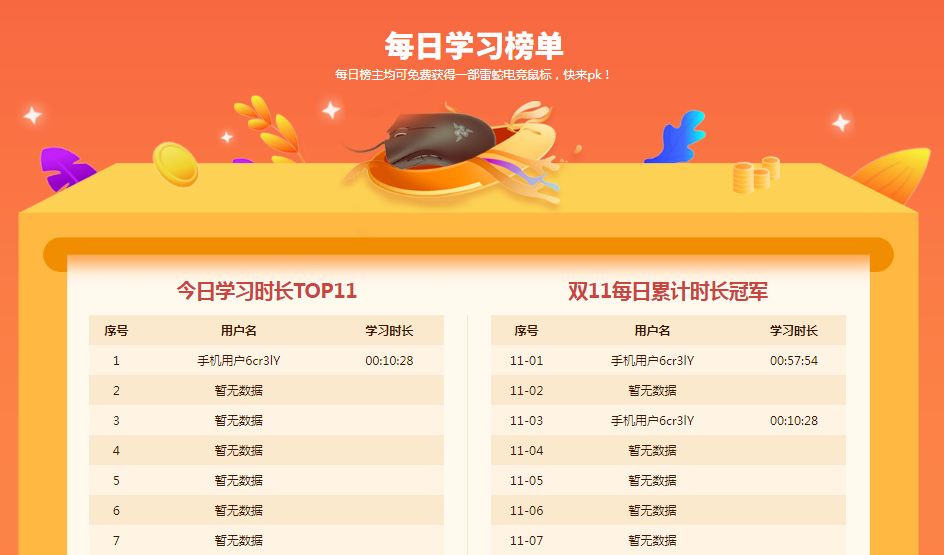 每日学习榜单
每日榜主均可免费获得一部雷蛇电竞鼠标，快来pk！
今日学习时长TOP11
序号 用户名 学习时长
1 手机用户6cr3lY 00:10:28
2 暂无数据
3 暂无数据
4 暂无数据
5 暂无数据
6 暂无数据
7 暂无数据
双11每日累计时长冠军
序号 用户名 学习时长
11-01 手机用户6cr3lY 00:57:54
11-02 暂无数据
11-03 手机用户6cr3lY 00:10:28
11-04 暂无数据
11-05 暂无数据
11-06 暂无数据
11-07 暂无数据